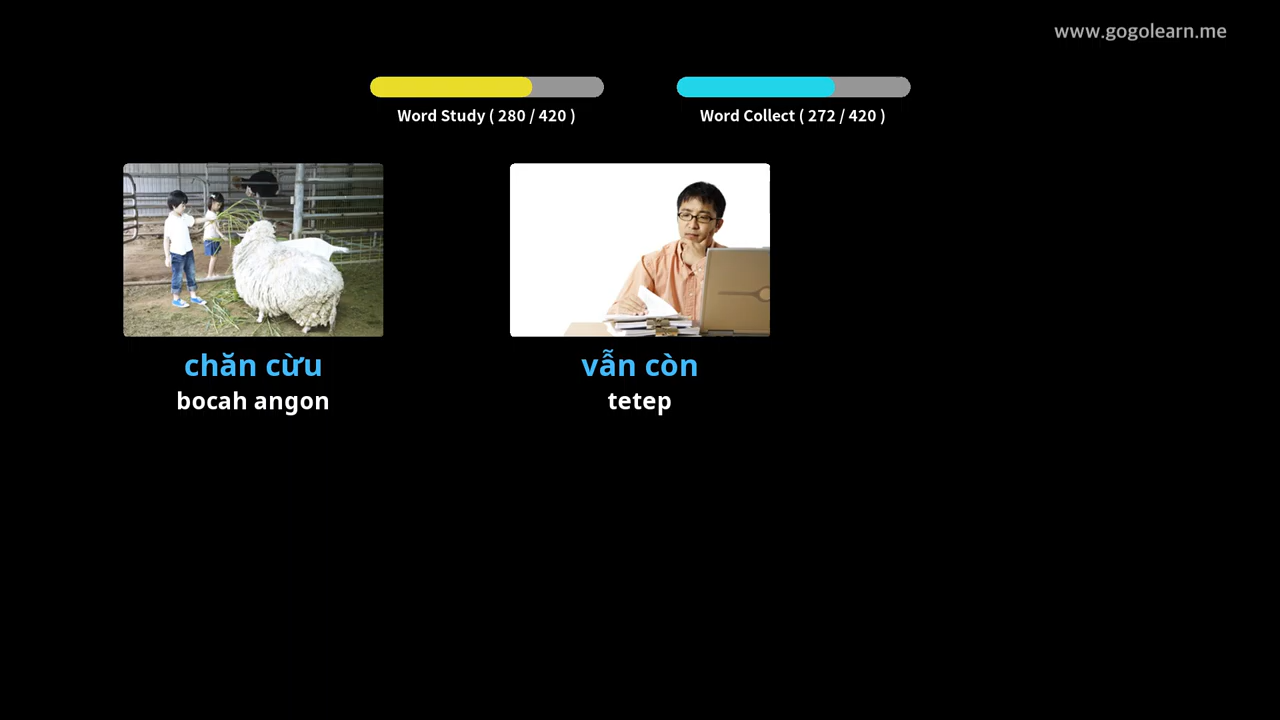 www.gogolearn.me
Word Study ( 280 / 420 )
Word Collect ( 272 / 420 )
chăn cừu
bocah angon
vẫn còn
tetep